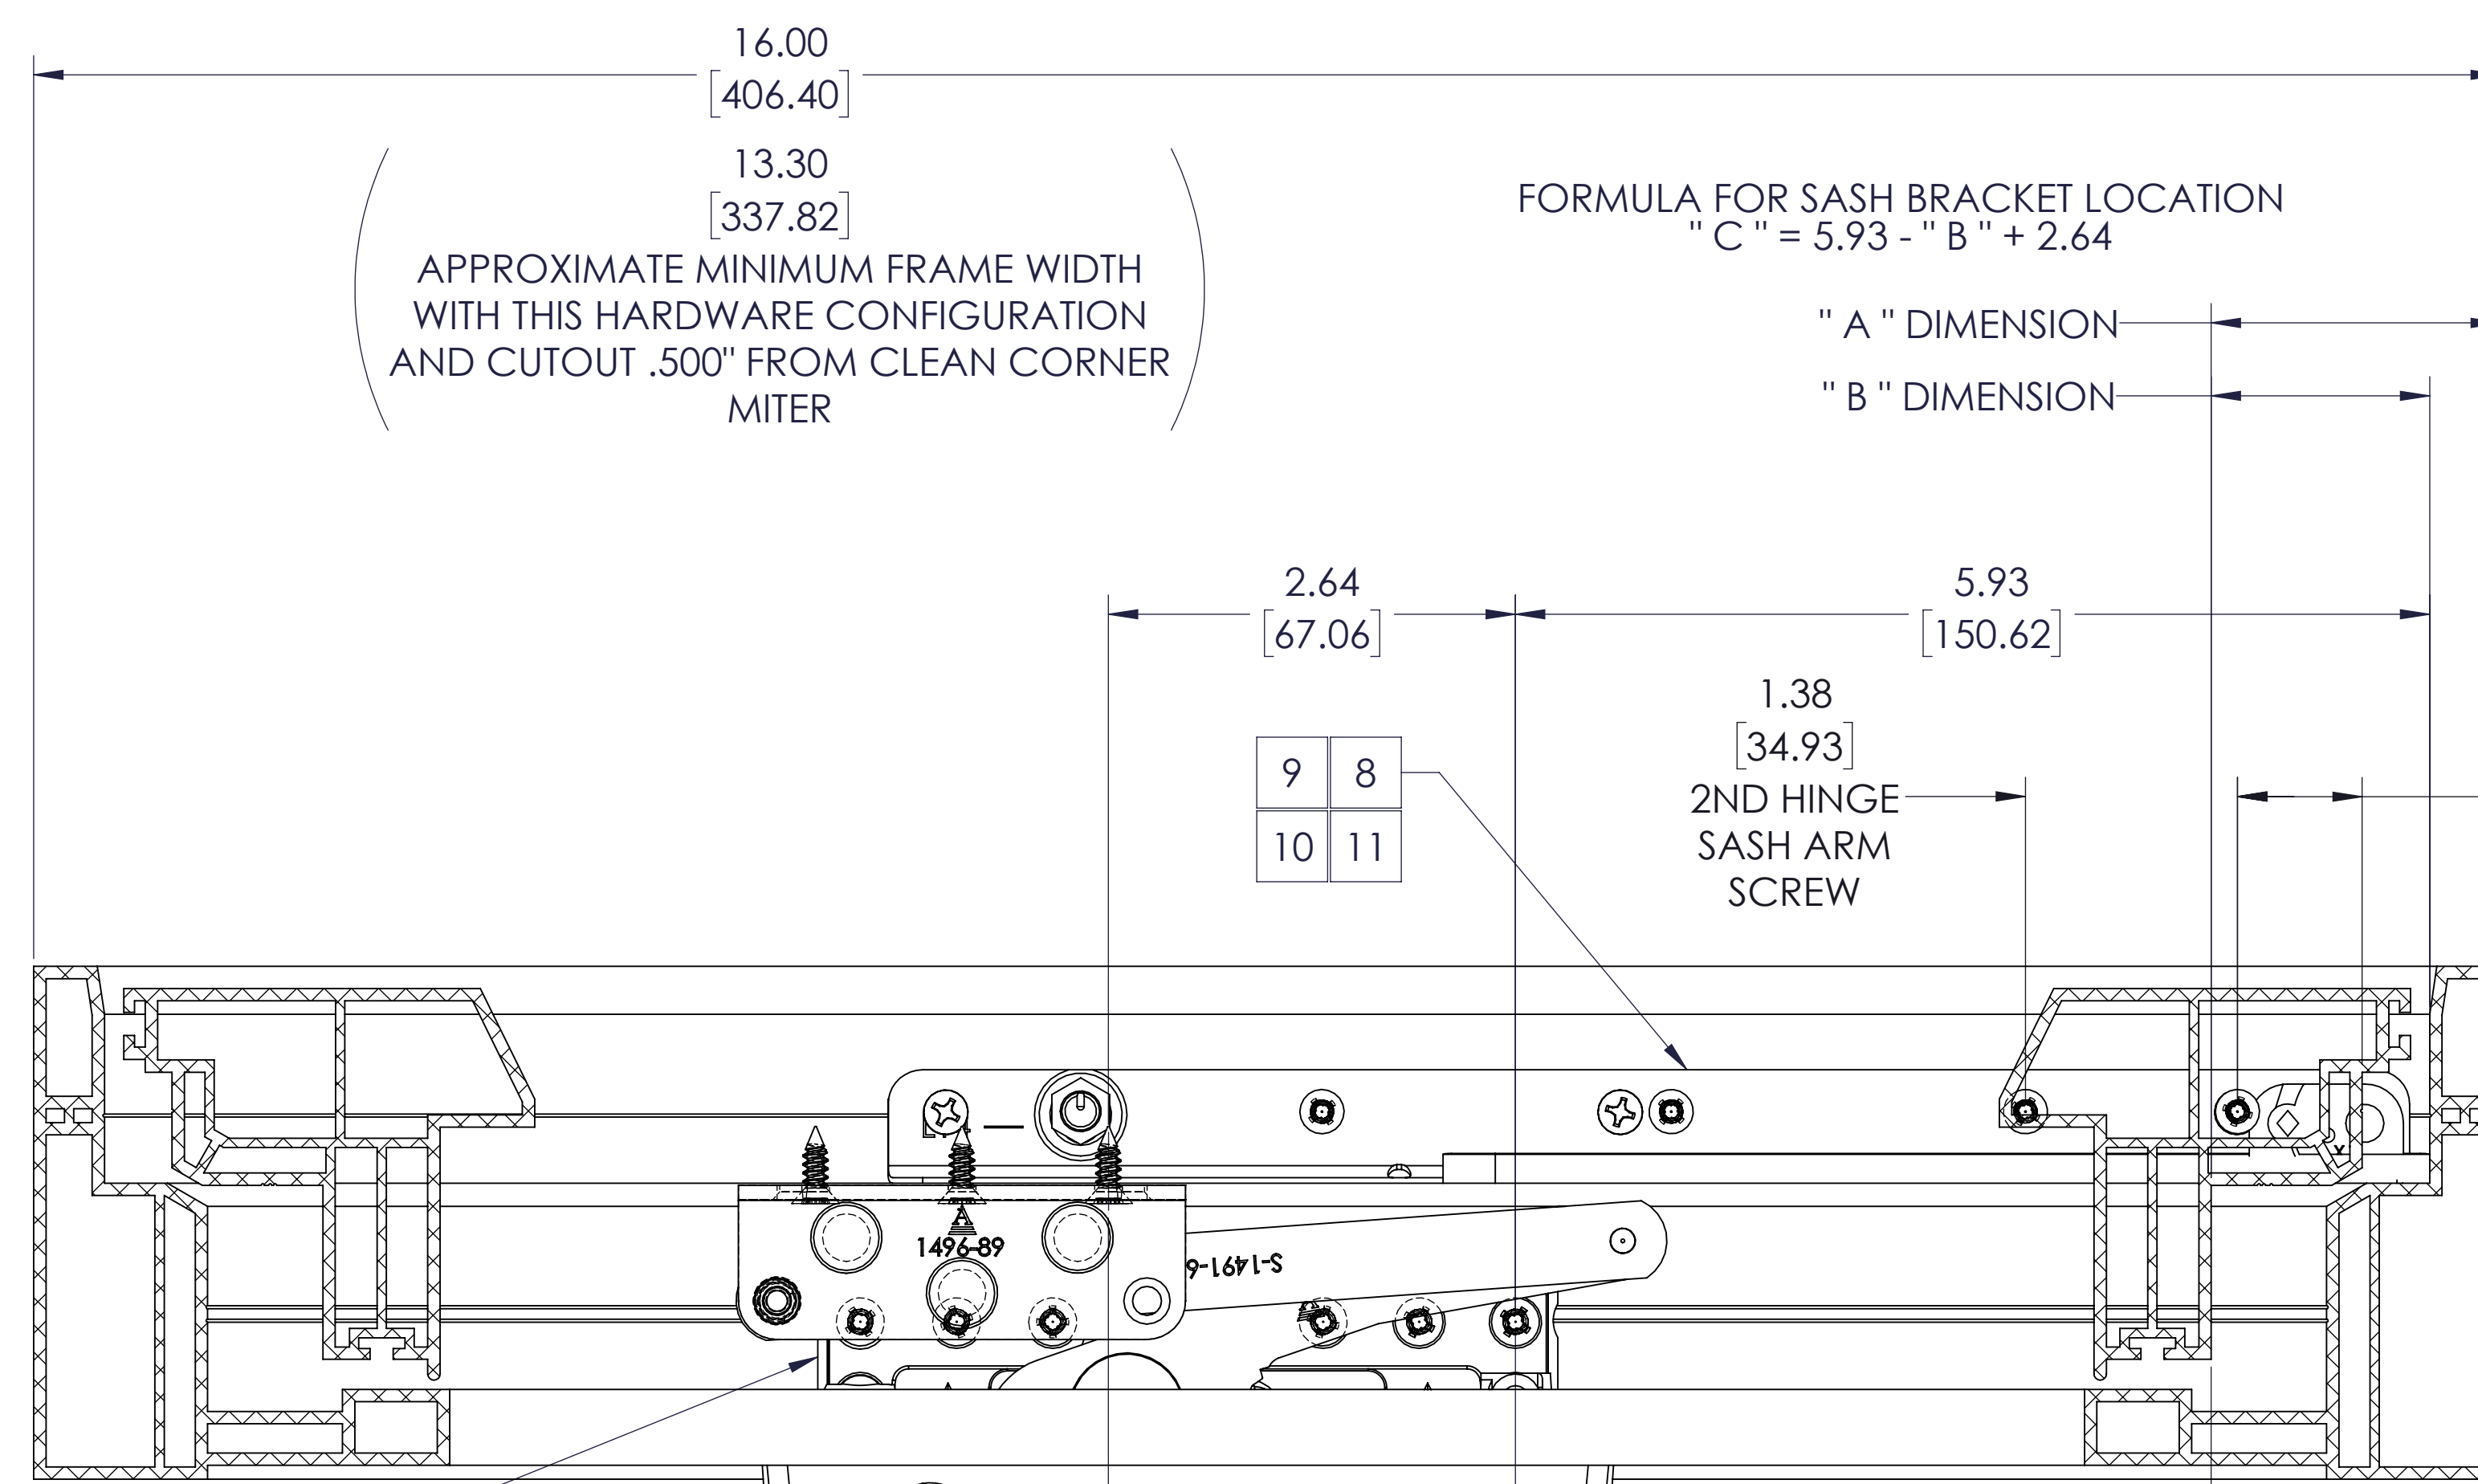 16.00
[406.40]
13.30
[337.82]
APPROXIMATE MINIMUM FRAME WIDTH
WITH THIS HARDWARE CONFIGURATION
AND CUTOUT .500" FROM CLEAN CORNER
MITER
FORMULA FOR SASH BRACKET LOCATION
" C " = 5.93 - " B " + 2.64
" A " DIMENSION
" B " DIMENSION
2.64
[67.06]
5.93
[150.62]
1.38
[34.93]
2ND HINGE
SASH ARM
SCREW
9 8
10 11
A
1496-89
S-1491-6